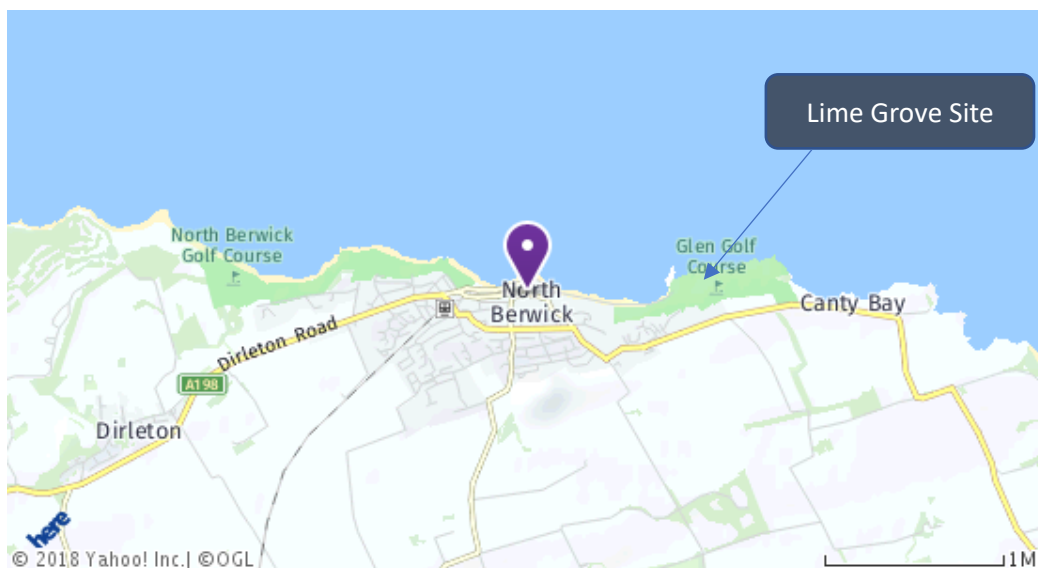 Lime Grove Site
North Berwick
Golf Course
Glen Golf
Course
North
Berwick
Canty Bay
Dirleton Road
A198
Dirleton
here
© 2018 Yahoo! Inc.| ©OGL
1M